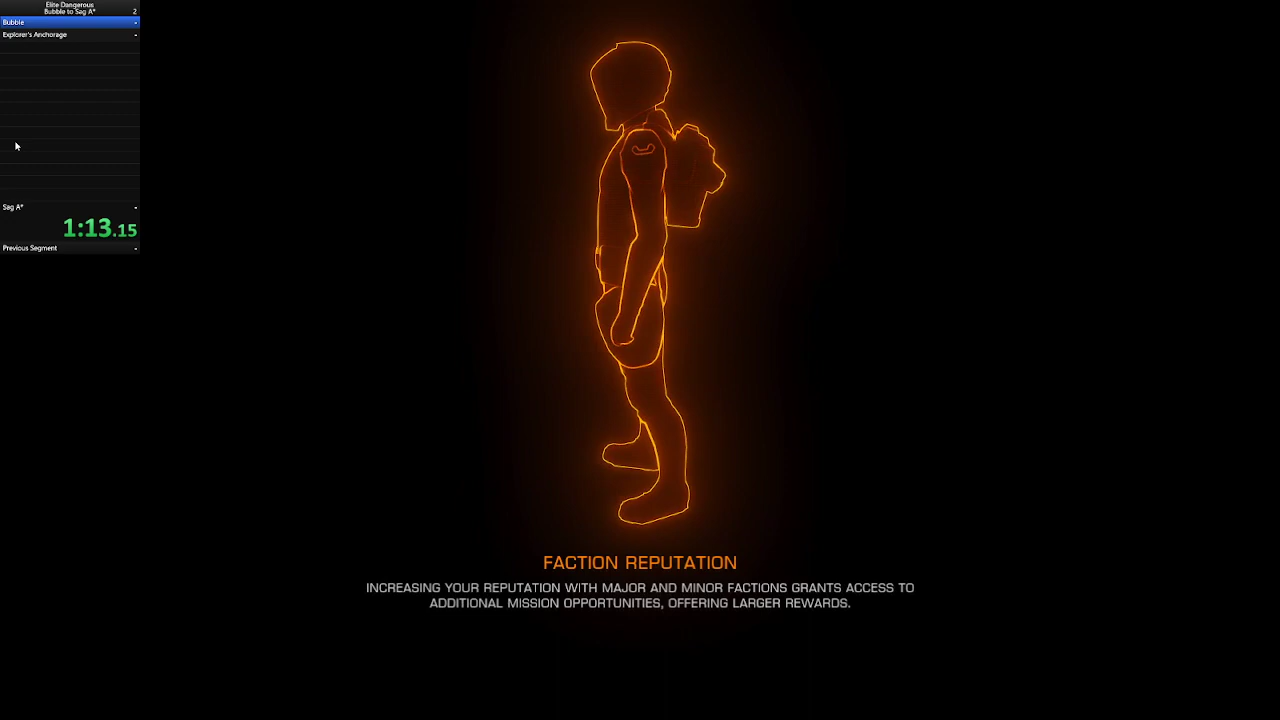 Elite Dangerous
Bubble to Sag A* 2
Bubble -
Explorer's Anchorage -
Sag A* -
1:13.15
Previous Segment -
FACTION REPUTATION
INCREASING YOUR REPUTATION WITH MAJOR AND MINOR FACTIONS GRANTS ACCESS TO
ADDITIONAL MISSION OPPORTUNITIES, OFFERING LARGER REWARDS.